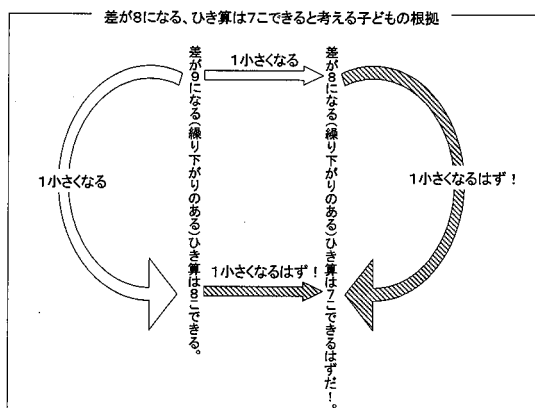 差が8になる、ひき算は7こできると考える子どもの根拠
1小さくなる
差が9になる(繰り下がりのある)ひき算は8こできる。
差が8になる(繰り下がりのある)ひき算は7こできるはずだ!。
1小さくなる
1小さくなるはず!
1小さくなるはず!